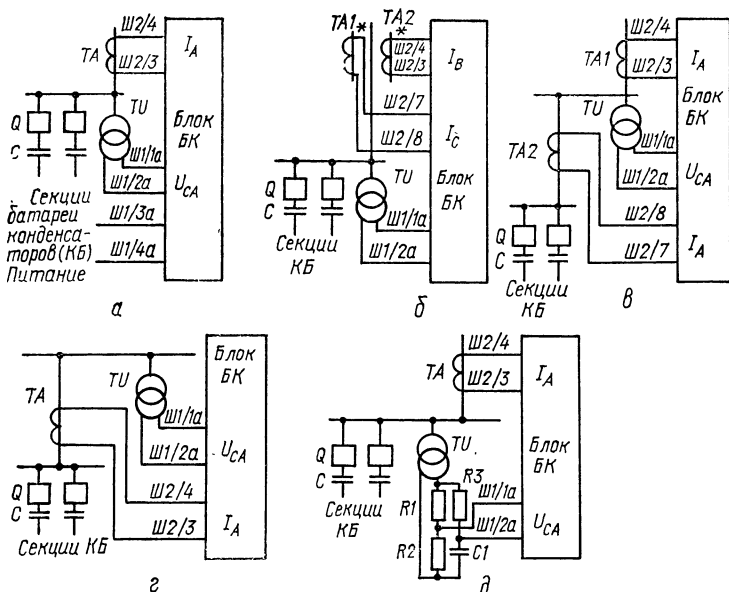 Ш2/4
TA
I_A
Ш2/3
TU
Блок
БК
Q
C
Ш1/1а
Ш1/2а
U_CA
Секции
батареи
конденса-
торов (КБ)
Питание
Ш1/3а
Ш1/4а
а
TA1*
TA2
*
Ш2/4
Ш2/3
I_B
Ш2/7
Ш2/8
I_C
TU
Блок
БК
Q
C
Ш1/1а
Ш1/2а
Секции
КБ
б
Ш2/4
TA1
I_A
Ш2/3
TU
Блок
БК
TA2
Ш1/1а
Ш1/2а
U_CA
Ш2/8
Q
C
Ш2/7
I_A
Секции
КБ
в
Блок
БК
TU
TA
Ш1/1а
Ш1/2а
U_CA
Q
C
Ш2/4
Ш2/3
I_A
Секции КБ
г
Ш2/4
TA
I_A
Ш2/3
TU
Блок
БК
Q
C
R3
R1
Ш1/1а
Ш1/2а
U_CA
Секции КБ
R2
C1
д